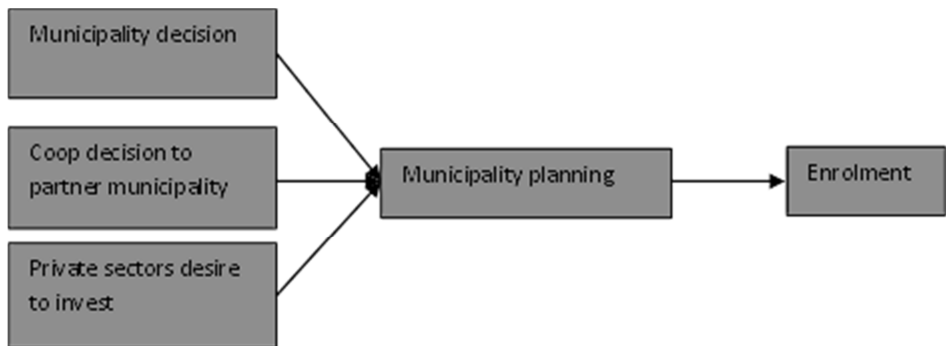 Municipality decision
Coop decision to
partner municipality
Private sectors desire
to invest
Municipality planning
Enrolment